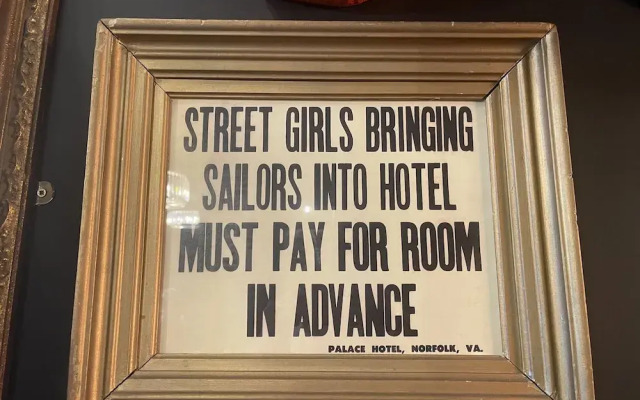 STREET GIRLS BRINGING
SAILORS INTO HOTEL
MUST PAY FOR ROOM
IN ADVANCE
PALACE HOTEL, NORFOLK, VA.